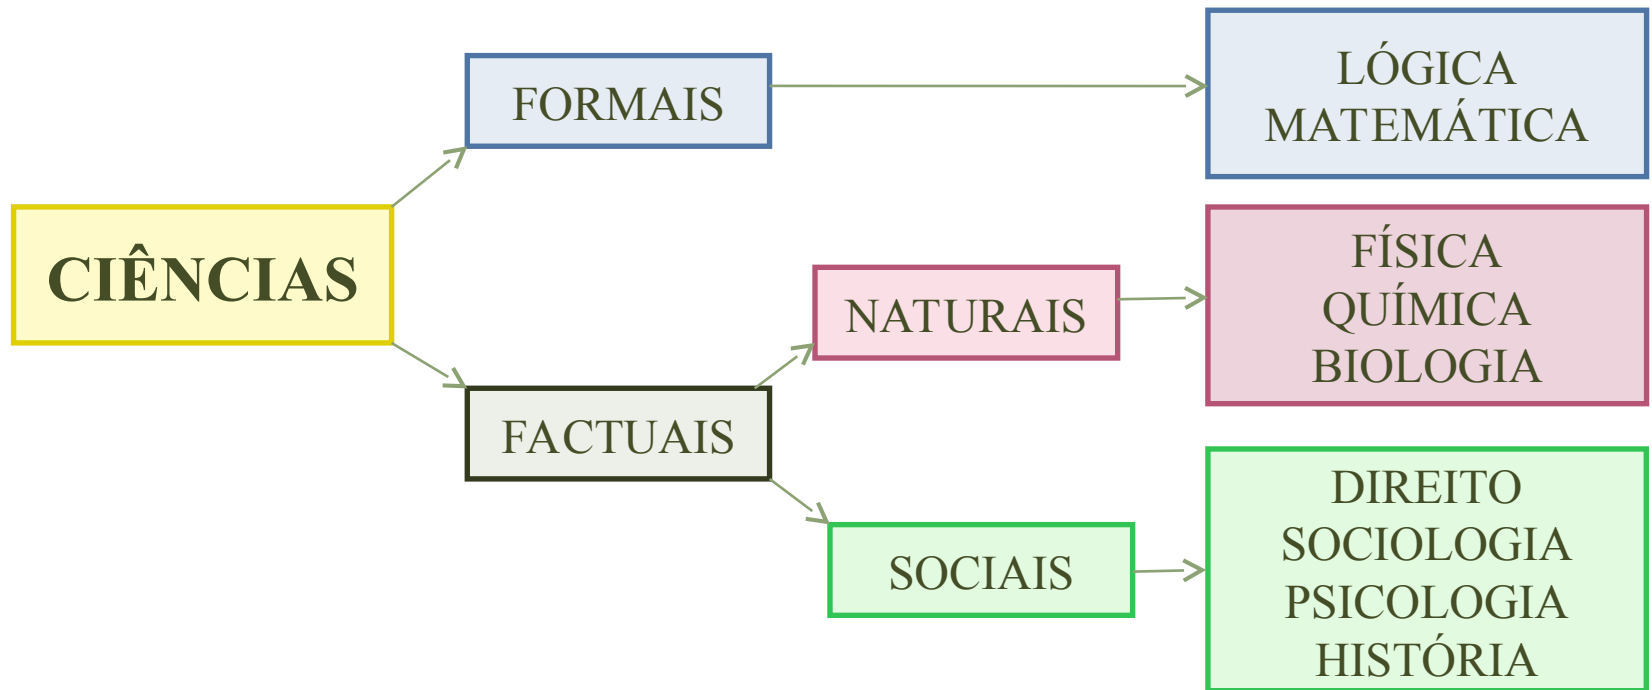 CIÊNCIAS
FORMAIS
LÓGICA
MATEMÁTICA
FACTUAIS
NATURAIS
FÍSICA
QUÍMICA
BIOLOGIA
SOCIAIS
DIREITO
SOCIOLOGIA
PSICOLOGIA
HISTÓRIA